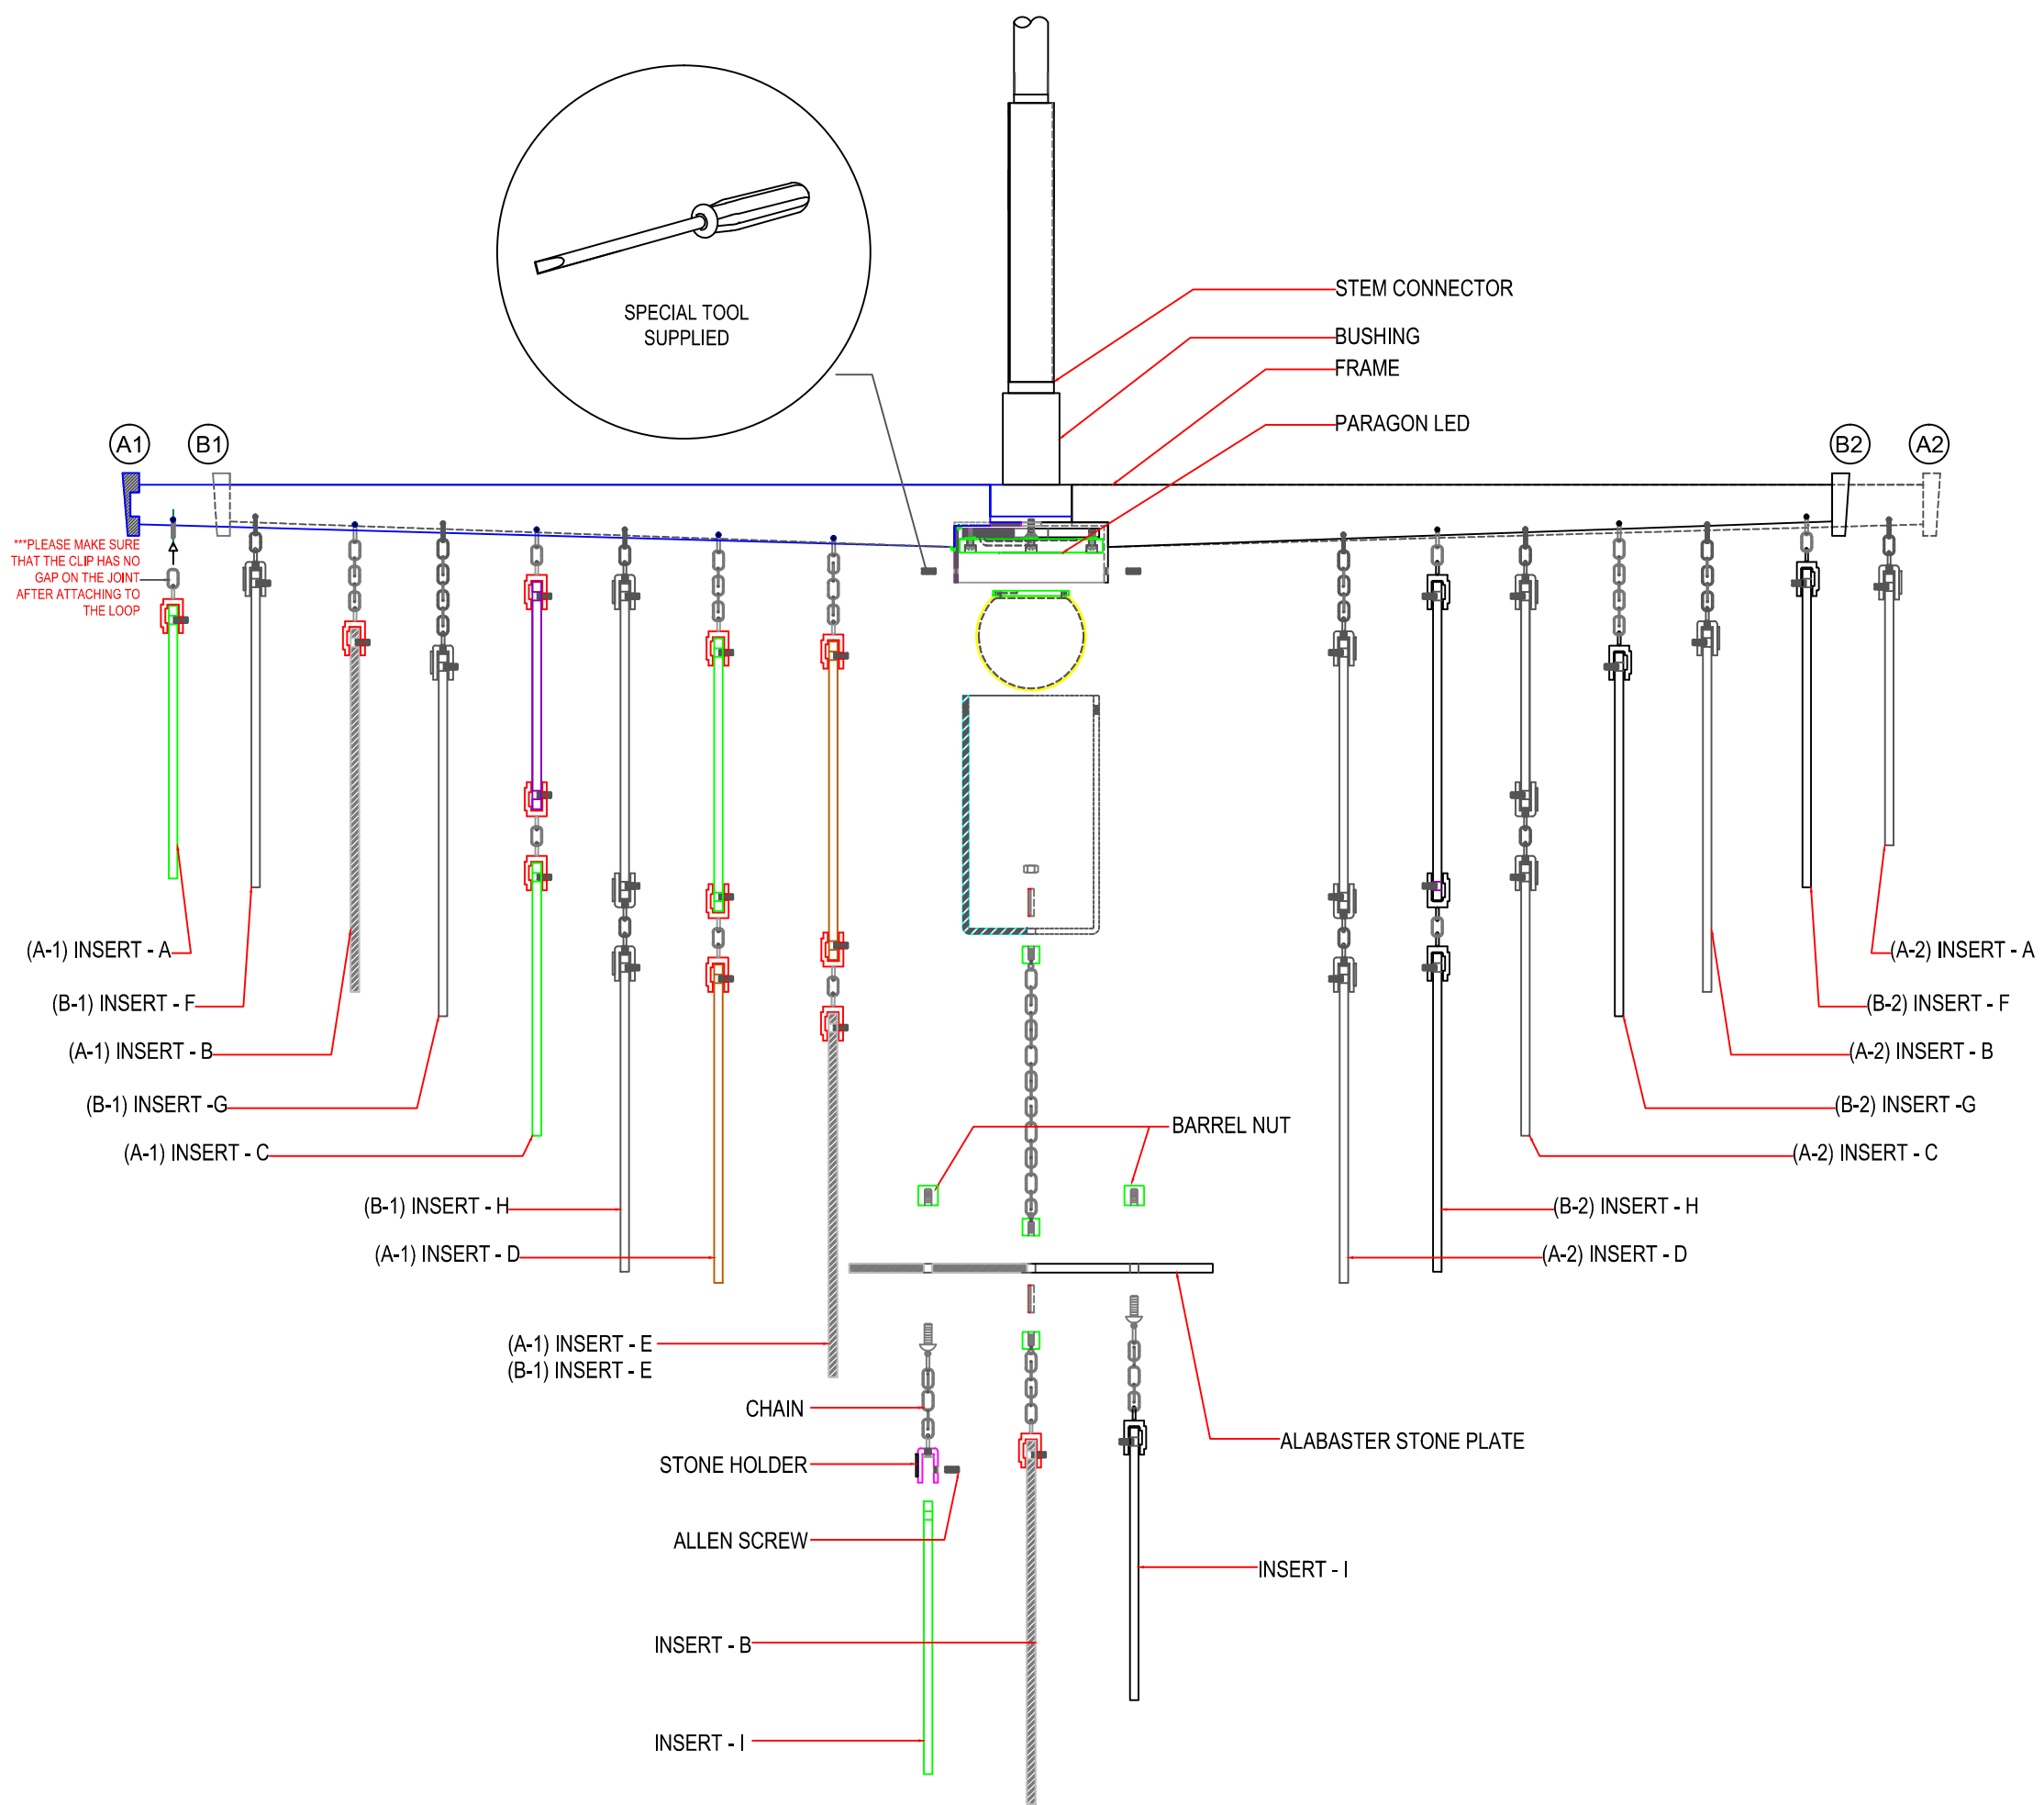 SPECIAL TOOL
SUPPLIED
STEM CONNECTOR
BUSHING
FRAME
PARAGON LED
A1
B1
B2
A2
***PLEASE MAKE SURE
THAT THE CLIP HAS NO
GAP ON THE JOINT
AFTER ATTACHING TO
THE LOOP
(A-1) INSERT - A
(B-1) INSERT - F
(A-1) INSERT - B
(B-1) INSERT -G
(A-1) INSERT - C
(B-1) INSERT - H
(A-1) INSERT - D
(A-1) INSERT - E
(B-1) INSERT - E
(A-2) INSERT - A
(B-2) INSERT - F
(A-2) INSERT - B
(B-2) INSERT -G
(A-2) INSERT - C
(B-2) INSERT - H
(A-2) INSERT - D
BARREL NUT
CHAIN
STONE HOLDER
ALLEN SCREW
ALABASTER STONE PLATE
INSERT - I
INSERT - B
INSERT - I